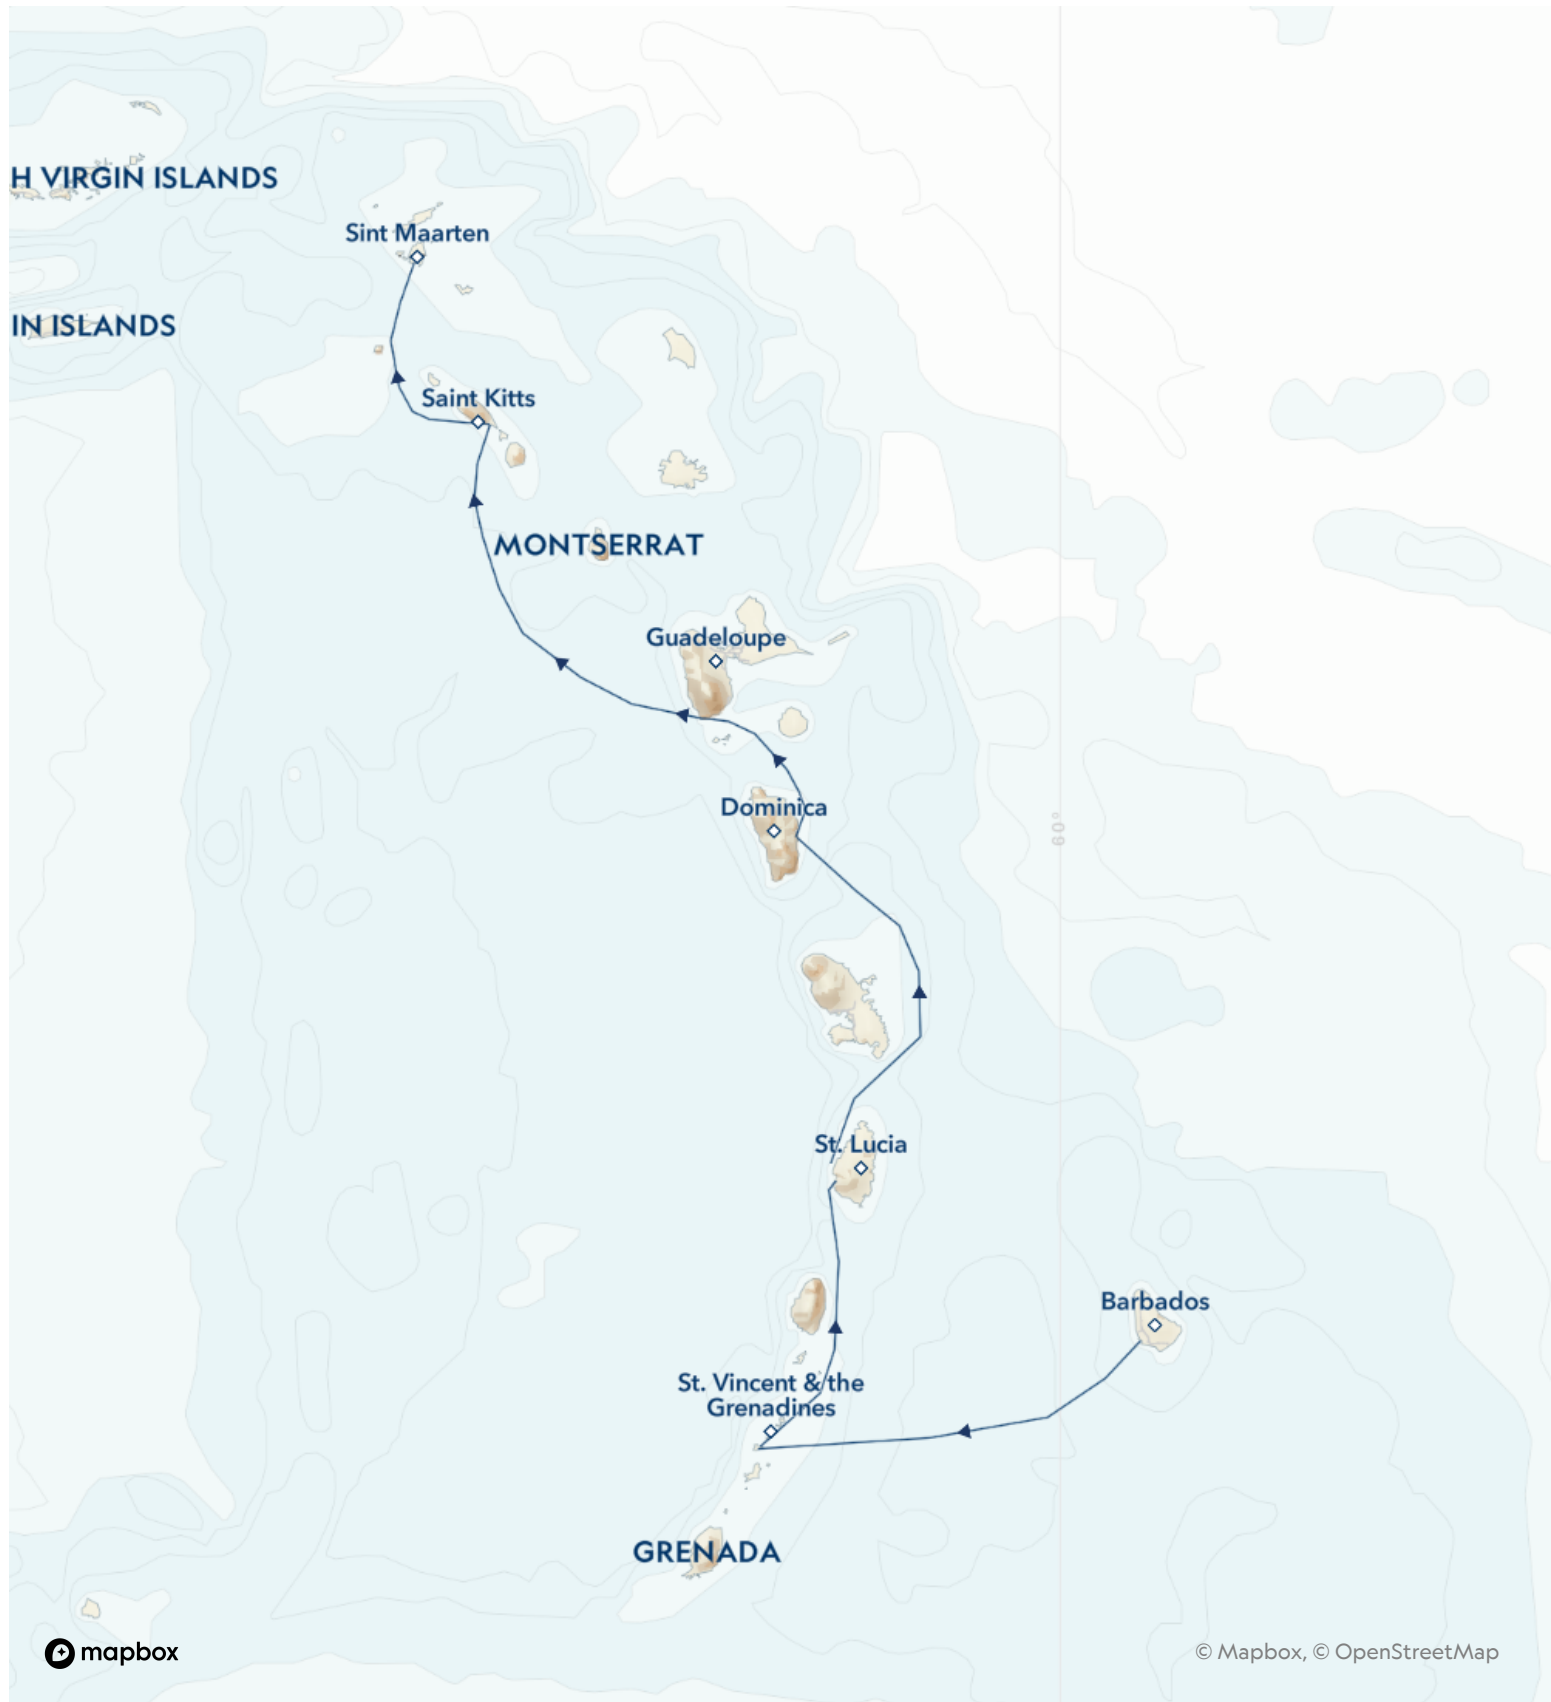 H VIRGIN ISLANDS
Sint Maarten
IN ISLANDS
Saint Kitts
MONTSERRAT
Guadeloupe
Dominica
60°
St. Lucia
Barbados
St. Vincent & the
Grenadines
GRENADA
mapbox
© Mapbox, © OpenStreetMap